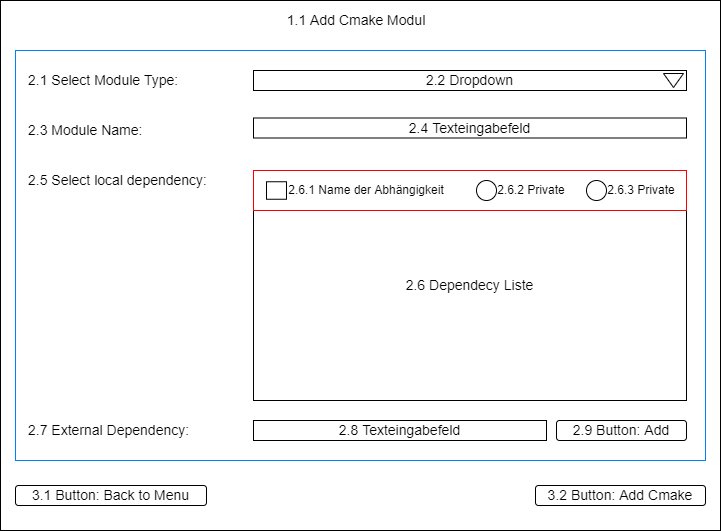 1.1 Add Cmake Modul
2.1 Select Module Type:
2.2 Dropdown
2.3 Module Name:
2.4 Texteingabefeld
2.5 Select local dependency:
2.6.1 Name der Abhängigkeit
2.6.2 Private
2.6.3 Private
2.6 Dependecy Liste
2.7 External Dependency:
2.8 Texteingabefeld
2.9 Button: Add
3.1 Button: Back to Menu
3.2 Button: Add Cmake